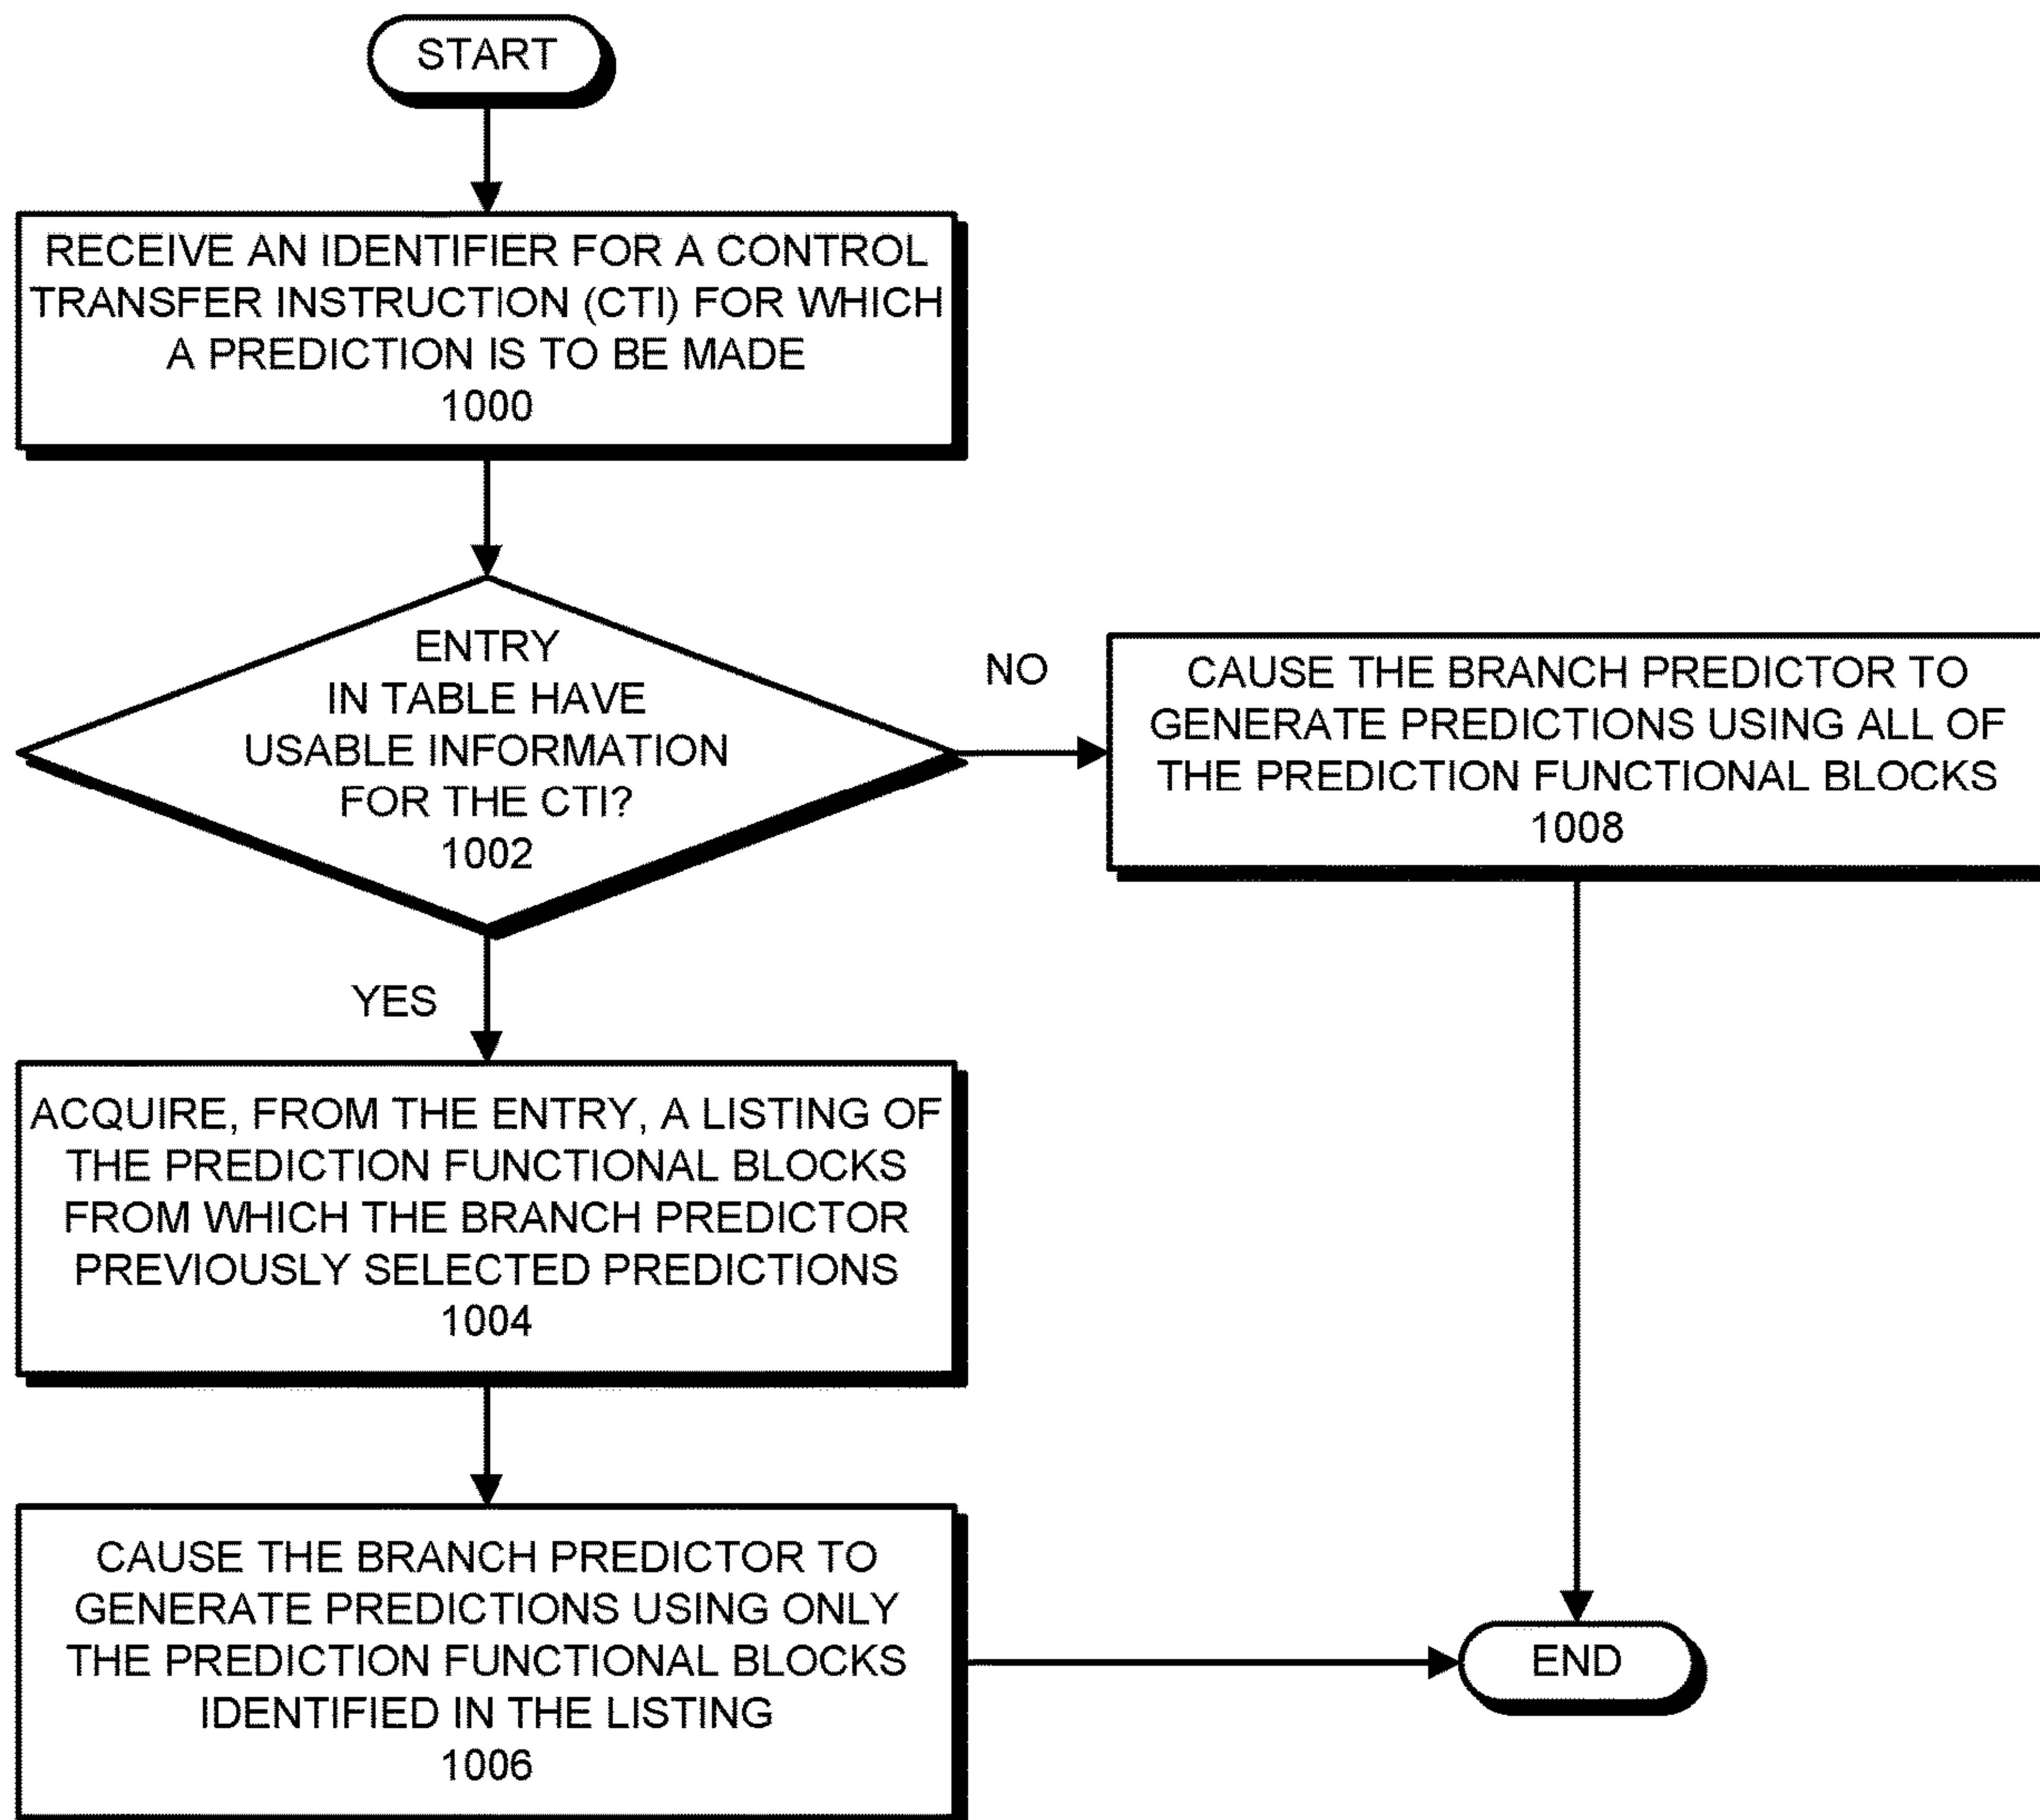 START
RECEIVE AN IDENTIFIER FOR A CONTROL
TRANSFER INSTRUCTION (CTI) FOR WHICH
A PREDICTION IS TO BE MADE
1000
ENTRY
IN TABLE HAVE
USABLE INFORMATION
FOR THE CTI?
1002
NO
CAUSE THE BRANCH PREDICTOR TO
GENERATE PREDICTIONS USING ALL OF
THE PREDICTION FUNCTIONAL BLOCKS
1008
YES
ACQUIRE, FROM THE ENTRY, A LISTING OF
THE PREDICTION FUNCTIONAL BLOCKS
FROM WHICH THE BRANCH PREDICTOR
PREVIOUSLY SELECTED PREDICTIONS
1004
CAUSE THE BRANCH PREDICTOR TO
GENERATE PREDICTIONS USING ONLY
THE PREDICTION FUNCTIONAL BLOCKS
IDENTIFIED IN THE LISTING
1006
END